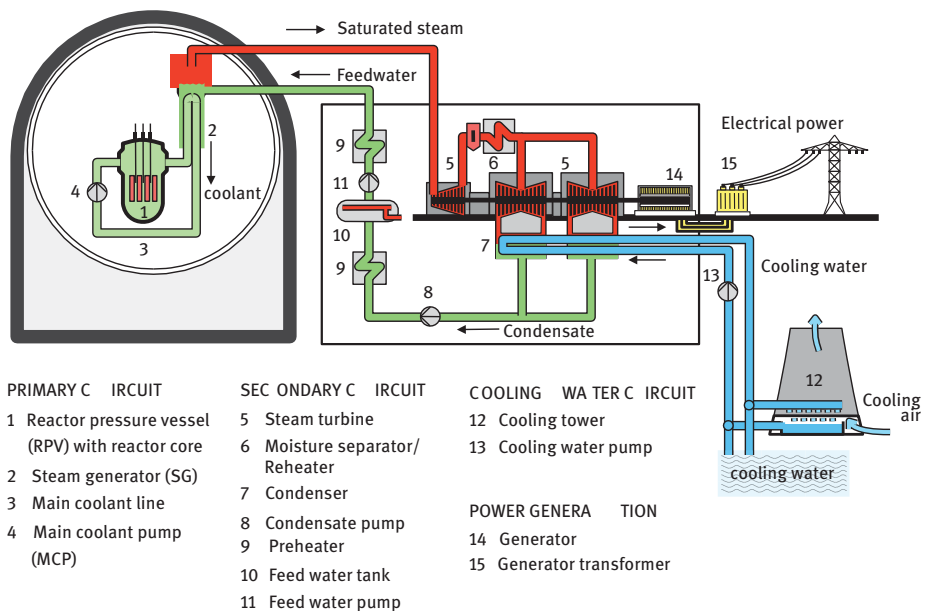 Saturated steam
Feedwater
Electrical power
2
9
5
6
5
14
15
coolant
4
11
1
10
3
7
9
8
13
Cooling water
Condensate
12
Cooling
air
cooling water
PRIMARY C IRCUIT
1 Reactor pressure vessel
(RPV) with reactor core
2 Steam generator (SG)
3 Main coolant line
4 Main coolant pump
(MCP)
SEC ONDARY C IRCUIT
5 Steam turbine
6 Moisture separator/
Reheater
7 Condenser
8 Condensate pump
9 Preheater
10 Feed water tank
11 Feed water pump
COOLING WA TER C IRCUIT
12 Cooling tower
13 Cooling water pump
POWER GENERA TION
14 Generator
15 Generator transformer